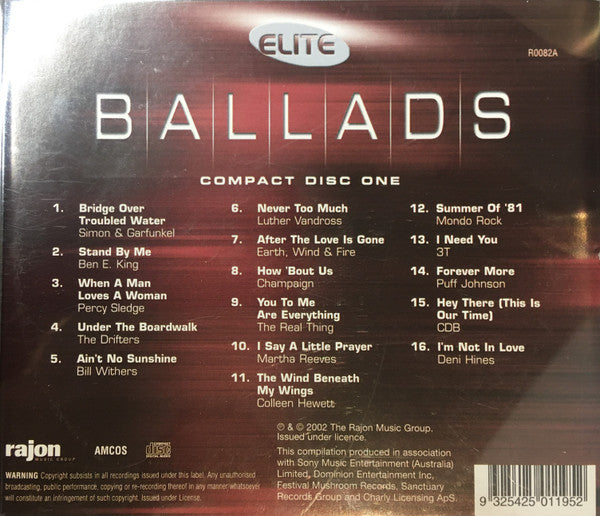 ELITE
R0082A
BALLADS
COMPACT DISC ONE
1. Bridge Over
Troubled Water
Simon & Garfunkel
2. Stand By Me
Ben E. King
3. When A Man
Loves A Woman
Percy Sledge
4. Under The Boardwalk
The Drifters
5. Ain't No Sunshine
Bill Withers
6. Never Too Much
Luther Vandross
7. After The Love Is Gone
Earth, Wind & Fire
8. How 'Bout Us
Champaign
9. You To Me
Are Everything
The Real Thing
10. I Say A Little Prayer
Martha Reeves
11. The Wind Beneath
My Wings
Colleen Hewett
12. Summer Of '81
Mondo Rock
13. I Need You
3T
14. Forever More
Puff Johnson
15. Hey There (This Is
Our Time)
CDB
16. I'm Not In Love
Deni Hines
℗ & © 2002 The Rajon Music Group.
Issued under licence.
This compilation produced in association with
Sony Music Entertainment (Australia)
Limited, Dominion Entertainment Inc,
Festival Mushroom Records, Sanctuary
Records Group and Charly Licensing ApS.
rajon
MUSIC GROUP
AMCOS
COMPACT
disc
DIGITAL AUDIO
WARNING Copyright subsists in all recordings issued under this label. Any unauthorised
broadcasting, public performance, copying or re-recording thereof in any manner whatsoever
will constitute an infringement of such copyright. Issued under License.
9 325425 011952